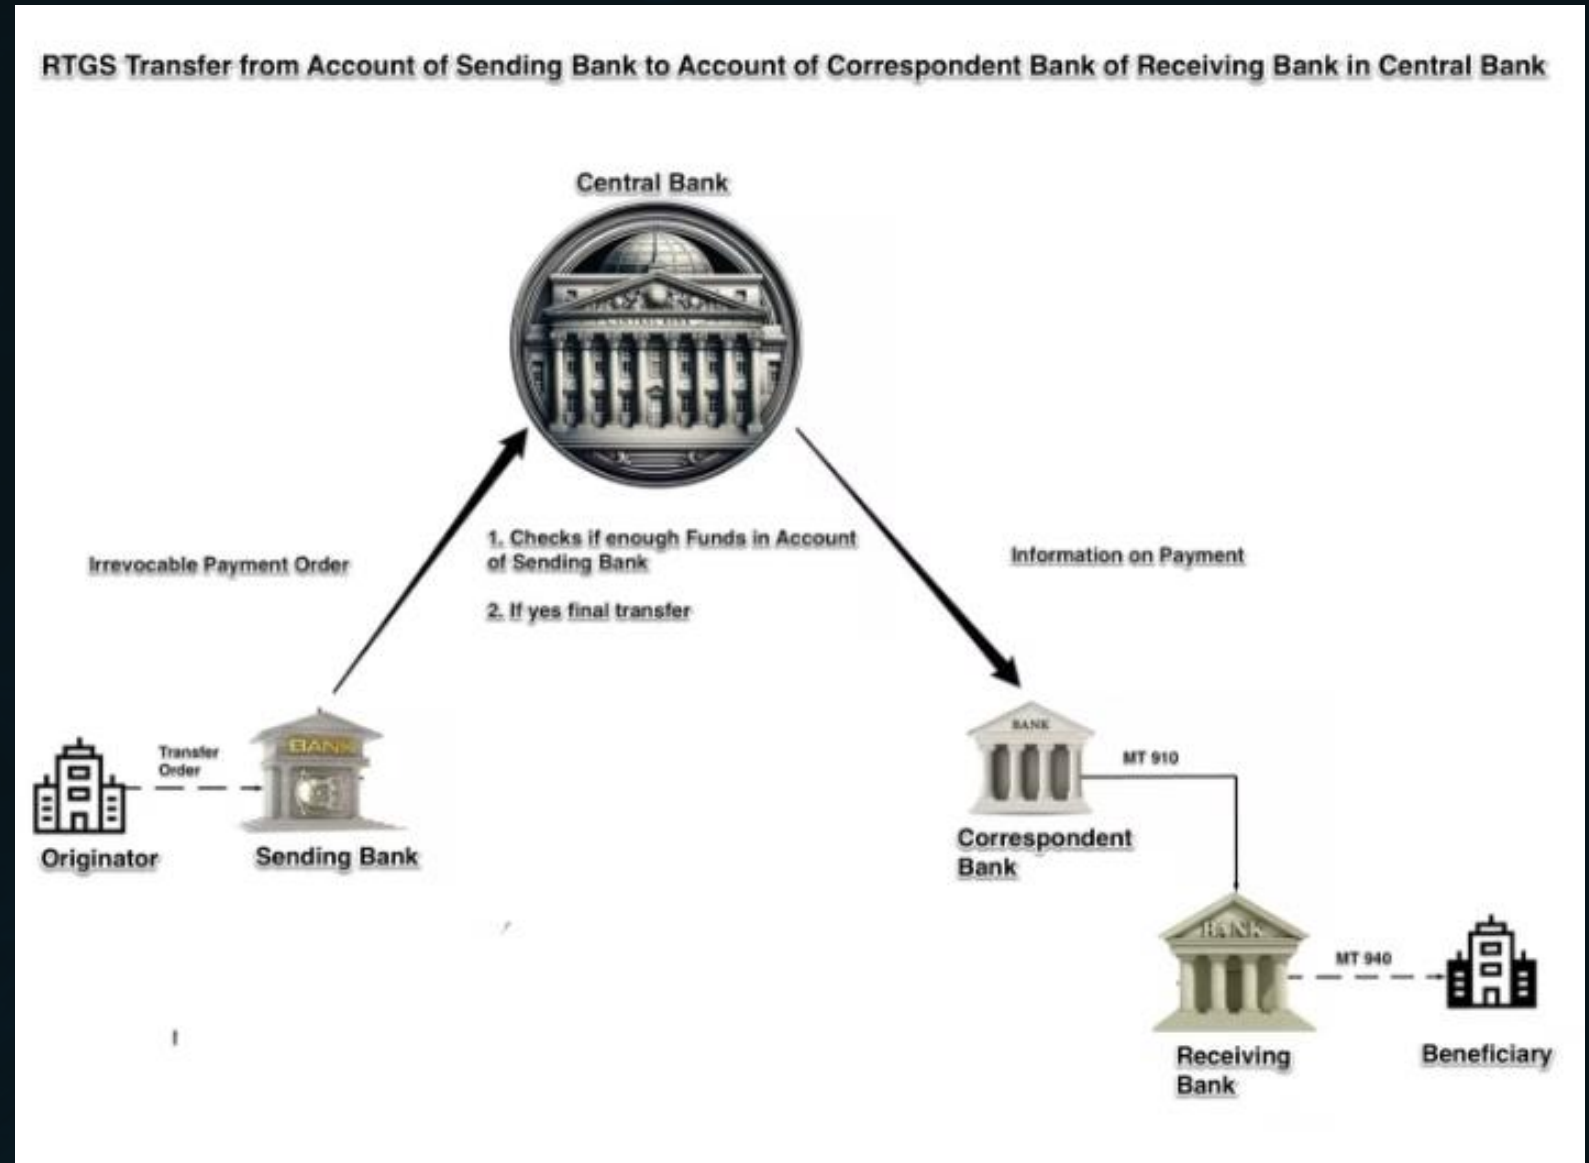 RTGS Transfer from Account of Sending Bank to Account of Correspondent Bank of Receiving Bank in Central Bank
Central Bank
CENTRAL BANK
1. Checks if enough Funds in Account
of Sending Bank
2. If yes final transfer
Irrevocable Payment Order
Information on Payment
Transfer
Order
BANK
Originator
Sending Bank
BANK
MT 910
Correspondent
Bank
BANK
MT 940
Receiving
Bank
Beneficiary